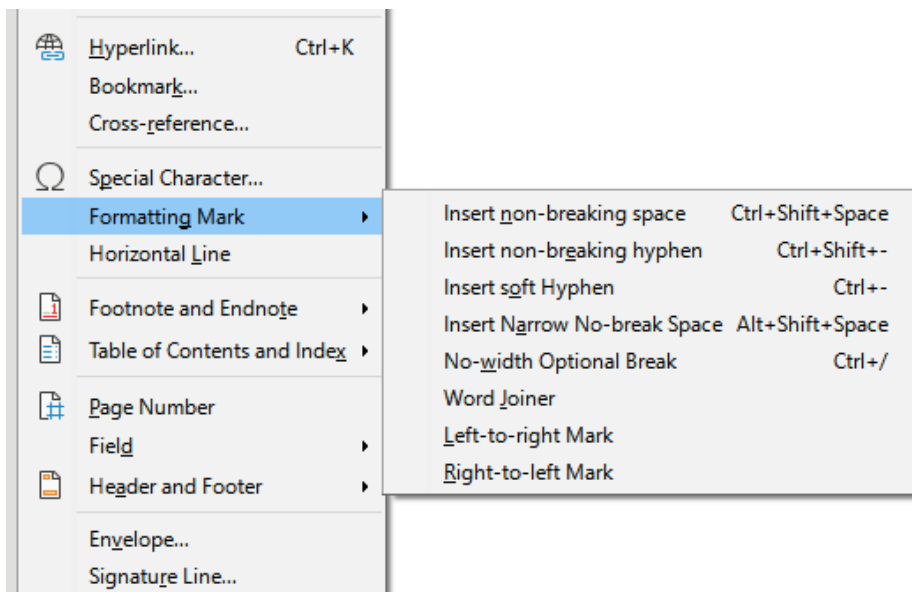 Hyperlink... Ctrl+K
Bookmark...
Cross-reference...
Special Character...
Formatting Mark
Horizontal Line
Footnote and Endnote
Table of Contents and Index
Page Number
Field
Header and Footer
Envelope...
Signature Line...
Insert non-breaking space Ctrl+Shift+Space
Insert non-breaking hyphen Ctrl+Shift+-
Insert soft Hyphen Ctrl+-
Insert Narrow No-break Space Alt+Shift+Space
No-width Optional Break Ctrl+/
Word Joiner
Left-to-right Mark
Right-to-left Mark